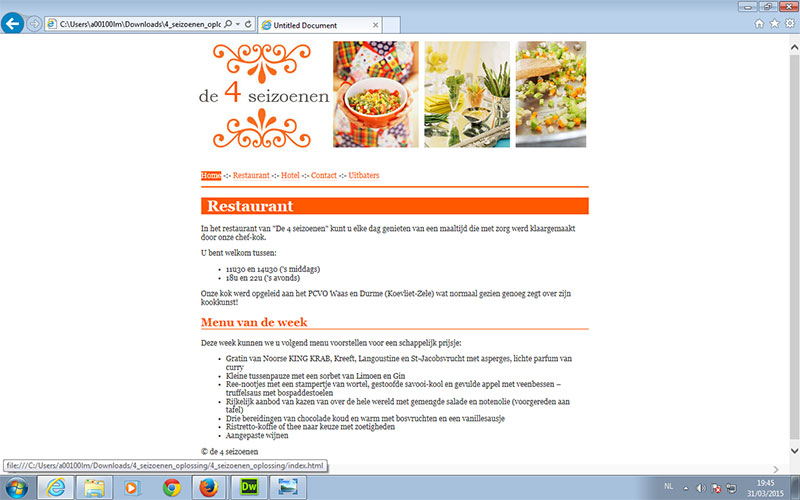 C:\Users\a00100lm\Downloads\4_seizoenen_oplo
Untitled Document
de 4 seizoenen
Home -:- Restaurant -:- Hotel -:- Contact -:- Uitbaters
Restaurant
In het restaurant van "De 4 seizoenen" kunt u elke dag genieten van een maaltijd die met zorg werd klaargemaakt
door onze chef-kok.
U bent welkom tussen:
• 11u30 en 14u30 ('s middags)
• 18u en 22u ('s avonds)
Onze kok werd opgeleid aan het PCVO Waas en Durme (Koevliet-Zele) wat normaal gezien genoeg zegt over zijn
kookkunst!
Menu van de week
Deze week kunnen we u volgend menu voorstellen voor een schappelijk prijsje:
• Gratin van Noorse KING KRAB, Kreeft, Langoustine en St-Jacobsvrucht met asperges, lichte parfum van
curry
• Kleine tussenpauze met een sorbet van Limoen en Gin
• Ree-nootjes met een stampertje van wortel, gestoofde savooi-kool en gevulde appel met veenbessen –
truffelsaus met bospaddestoelen
• Rijkelijk aanbod van kazen van over de hele wereld met gemengde salade en notenolie (voorgereden aan
tafel)
• Drie bereidingen van chocolade koud en warm met bosvruchten en een vanillesausje
• Ristretto-koffie of thee naar keuze met zoetigheden
• Aangepaste wijnen
© de 4 seizoenen
file:///C:/Users/a00100lm/Downloads/4_seizoenen_oplossing/4_seizoenen_oplossing/index.html
Dw
NL
19:45
31/03/2015